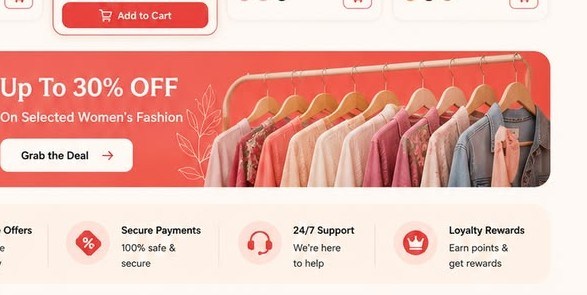 Add to Cart
Up To 30% OFF
On Selected Women's Fashion
Grab the Deal
Offers
Secure Payments
100% safe &
secure
24/7 Support
We're here
to help
Loyalty Rewards
Earn points &
get rewards